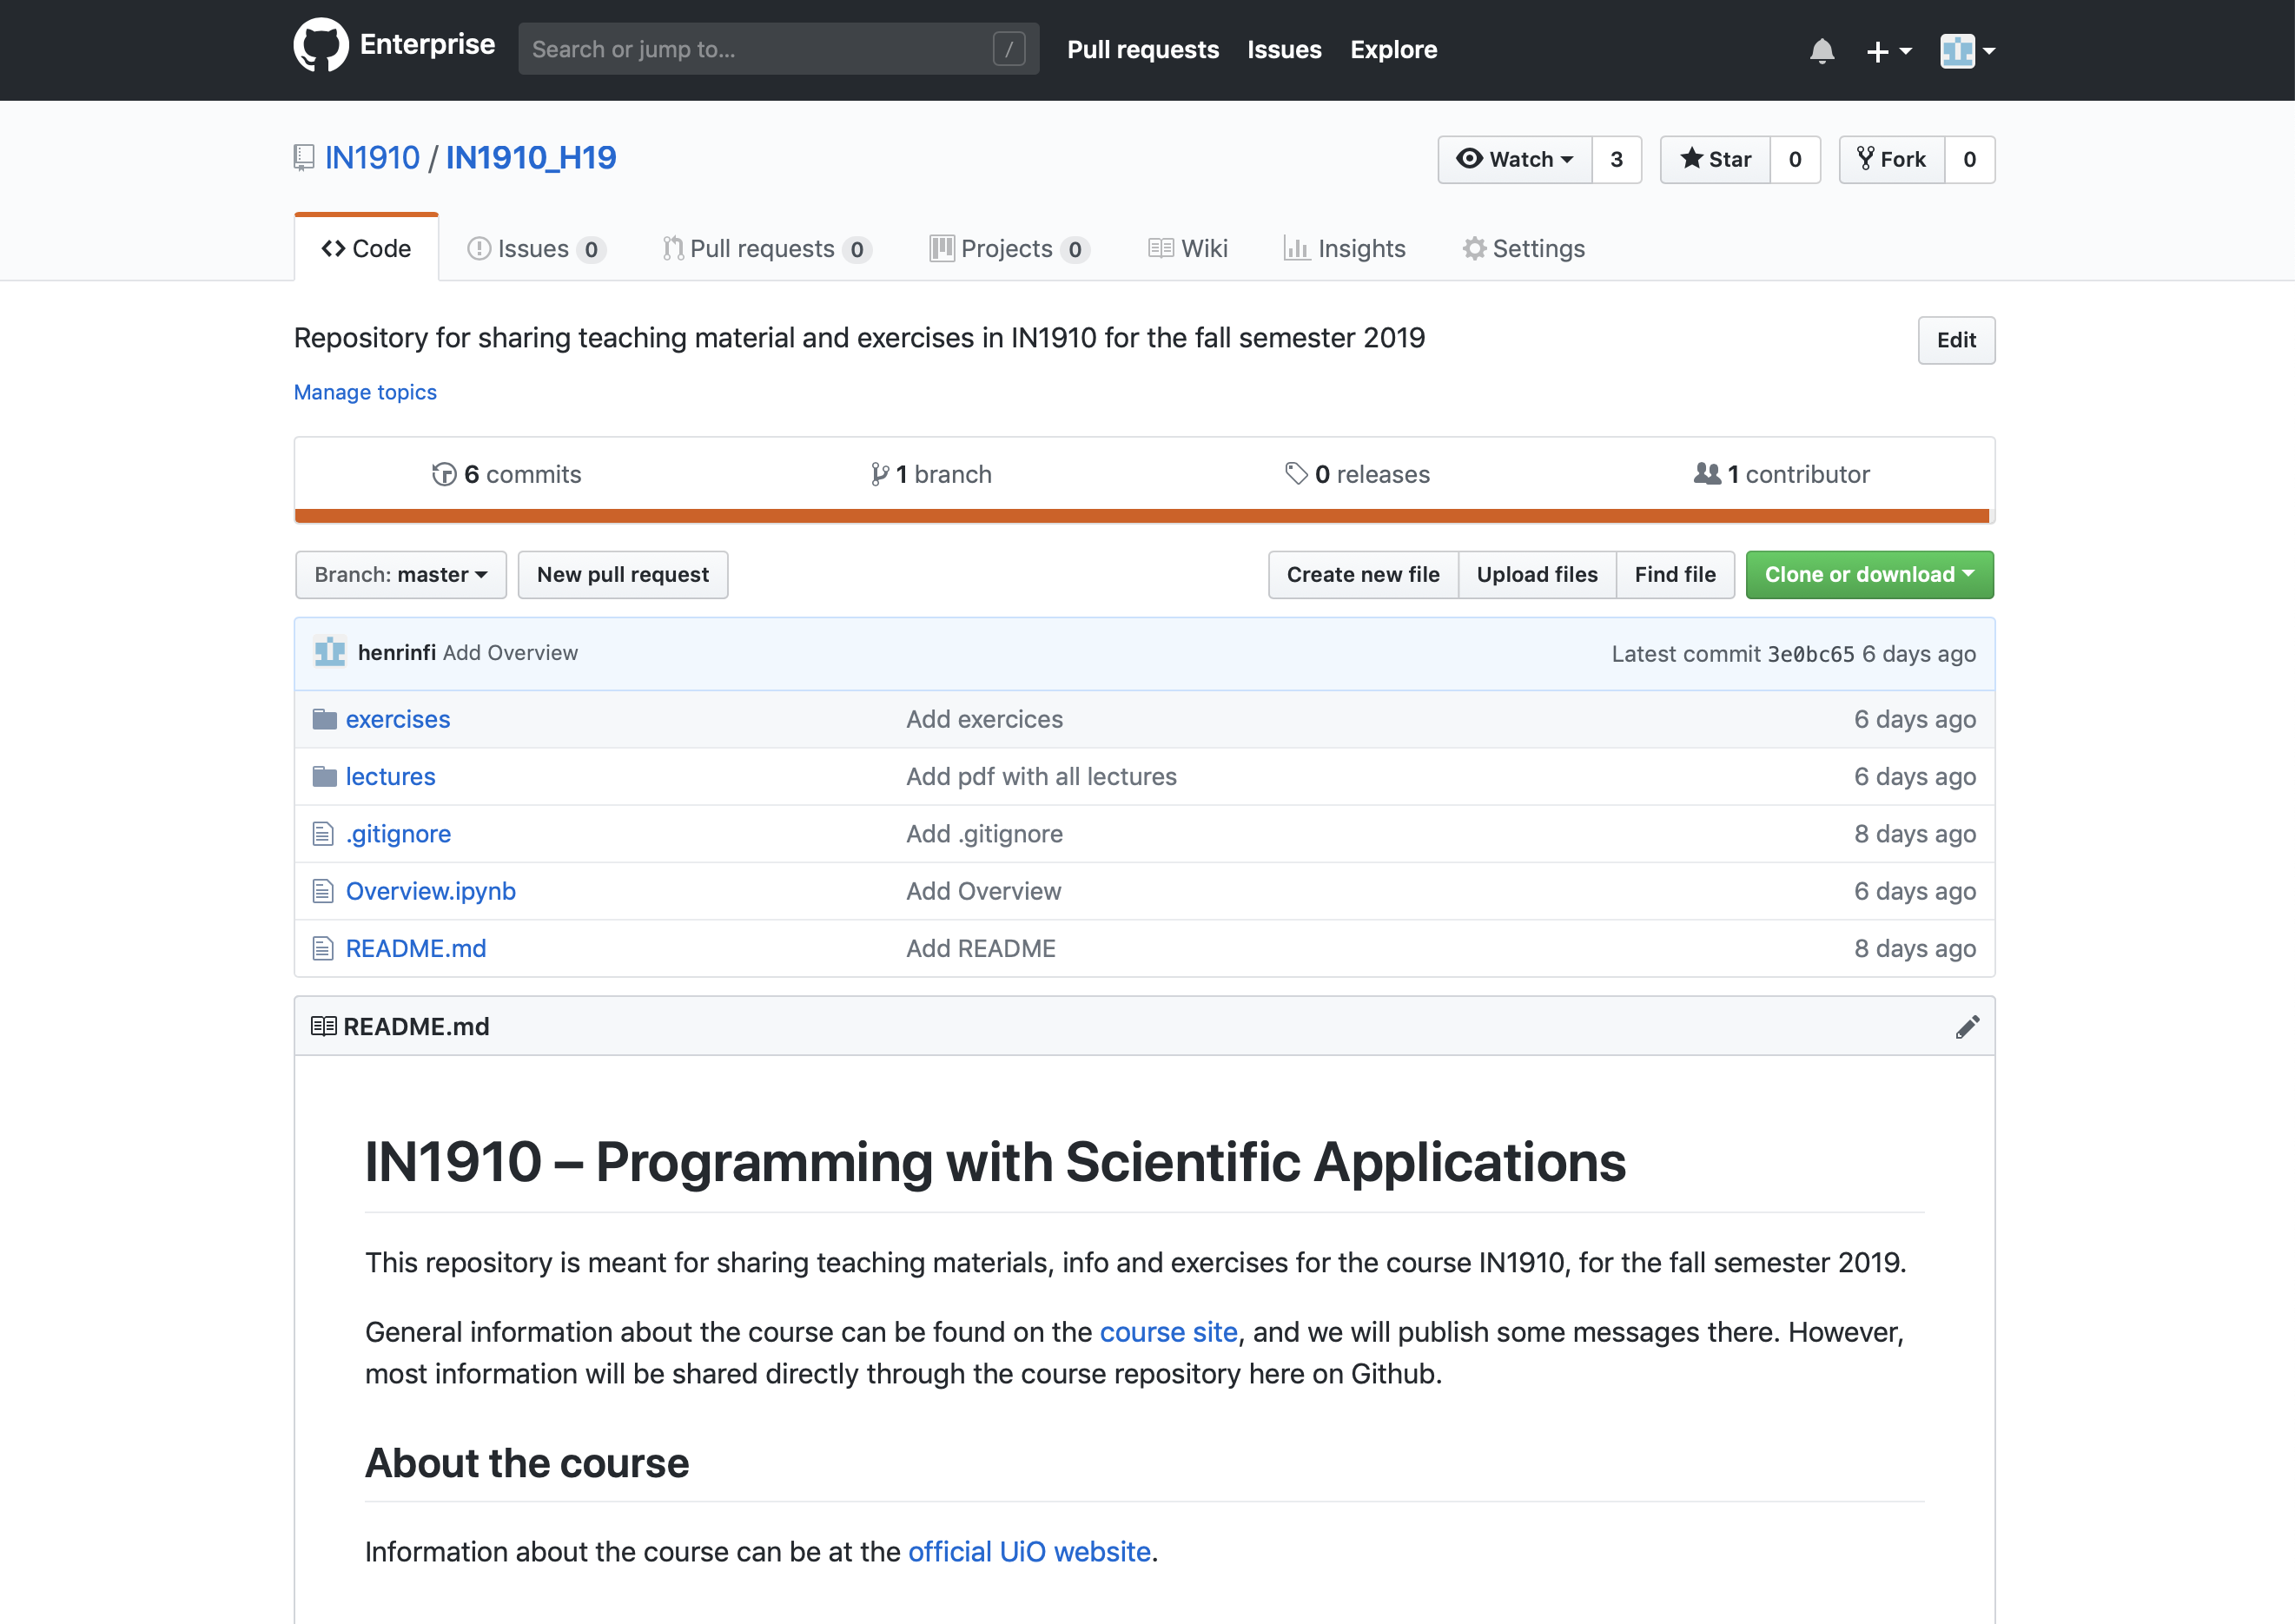 Enterprise Search or jump to... / Pull requests Issues Explore
IN1910 / IN1910_H19 Watch 3 Star 0 Fork 0
Code Issues 0 Pull requests 0 Projects 0 Wiki Insights Settings
Repository for sharing teaching material and exercises in IN1910 for the fall semester 2019 Edit
Manage topics
6 commits 1 branch 0 releases 1 contributor
Branch: master New pull request Create new file Upload files Find file Clone or download
henrinfi Add Overview Latest commit 3e0bc65 6 days ago
exercises Add exercices 6 days ago
lectures Add pdf with all lectures 6 days ago
.gitignore Add .gitignore 8 days ago
Overview.ipynb Add Overview 6 days ago
README.md Add README 8 days ago
README.md
IN1910 – Programming with Scientific Applications
This repository is meant for sharing teaching materials, info and exercises for the course IN1910, for the fall semester 2019.
General information about the course can be found on the course site, and we will publish some messages there. However,
most information will be shared directly through the course repository here on Github.
About the course
Information about the course can be at the official UiO website.